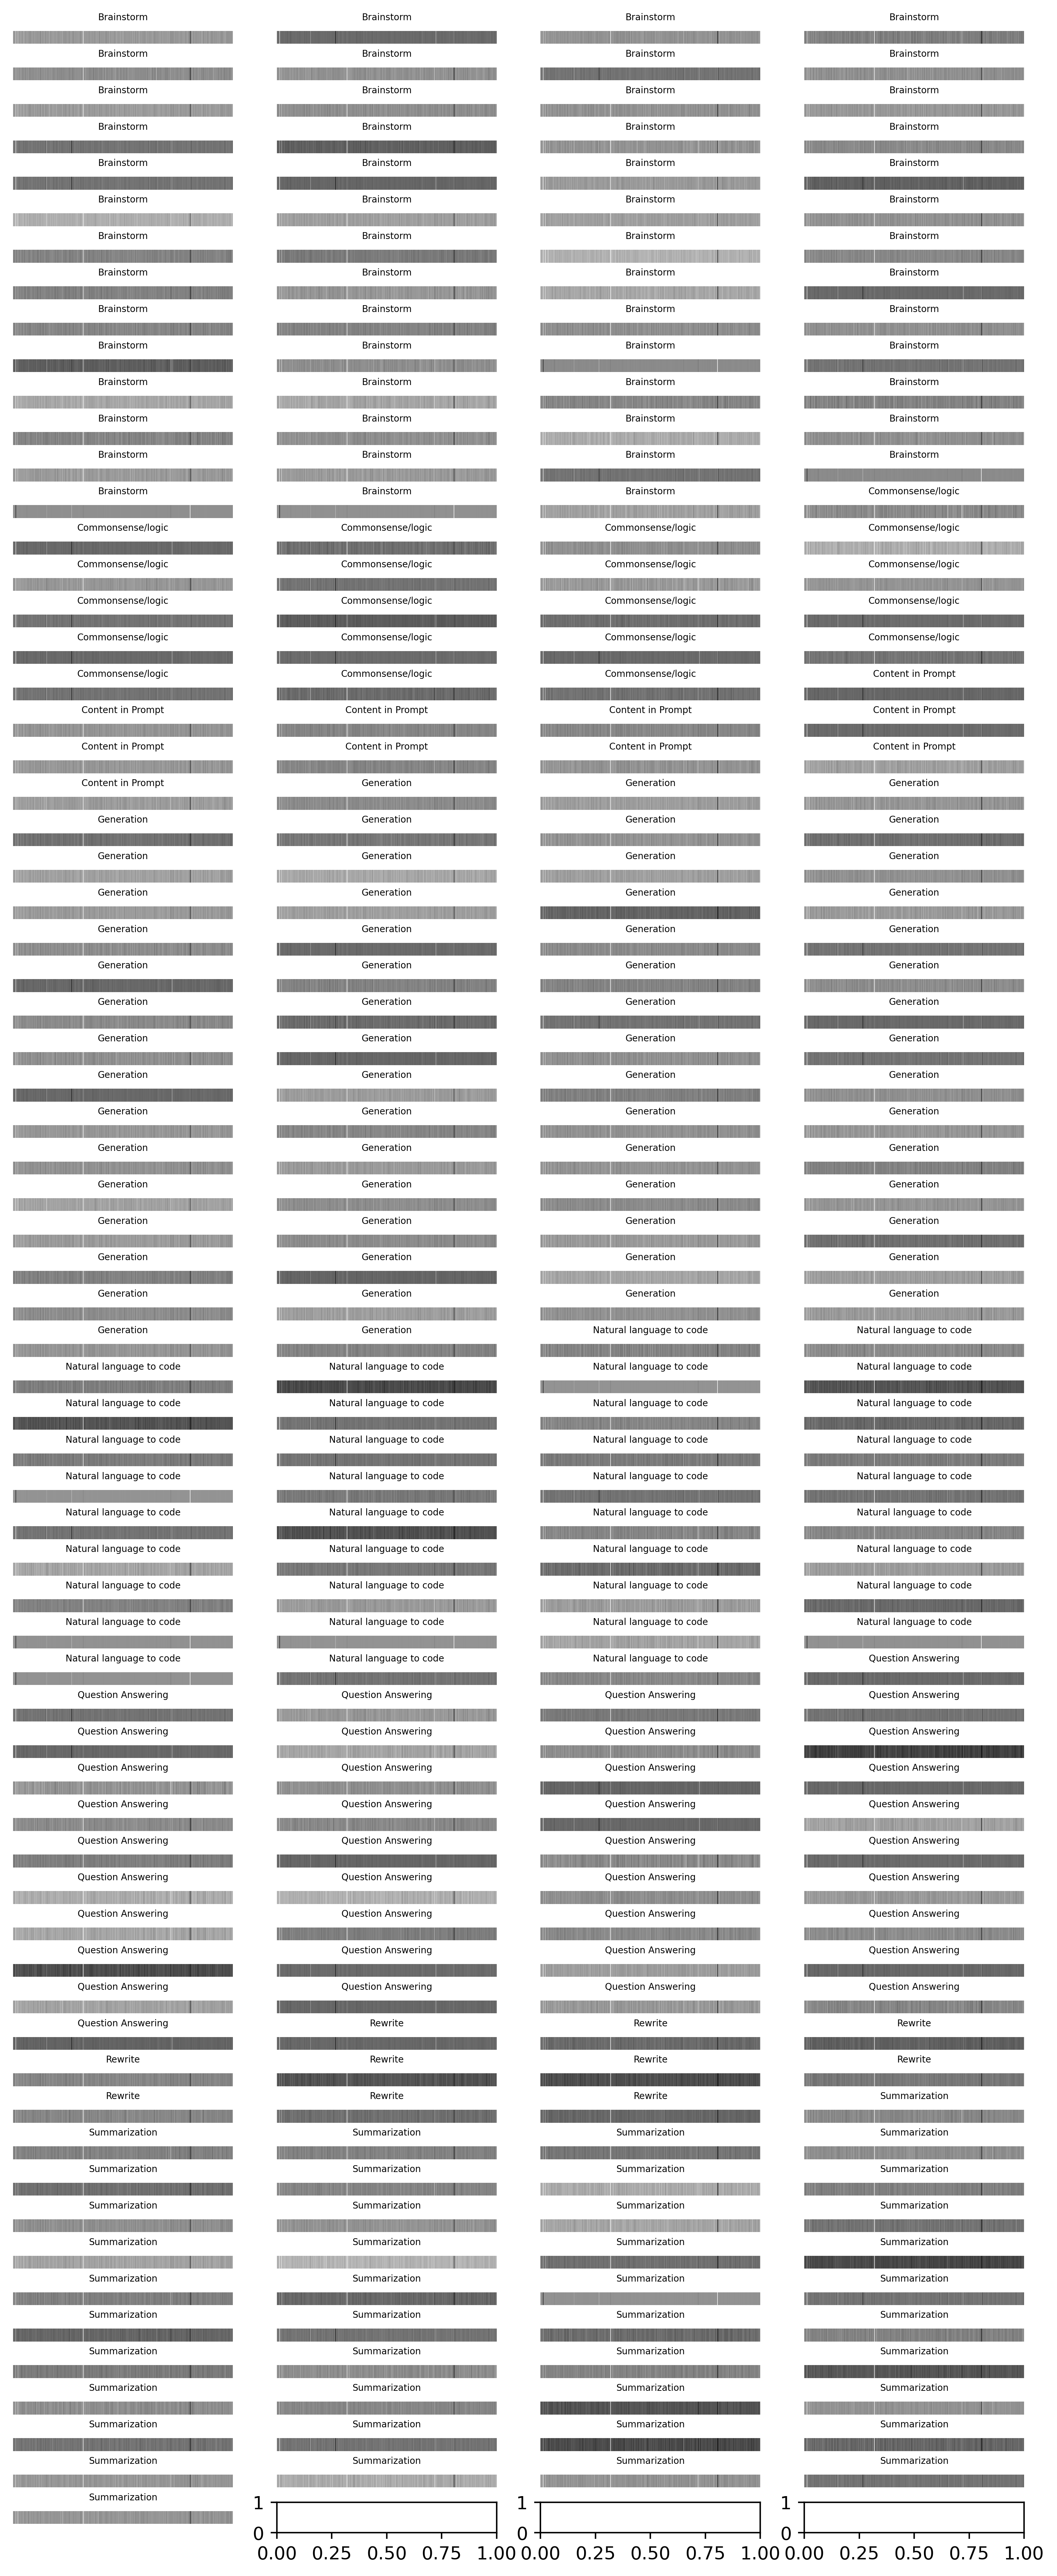 Brainstorm Brainstorm Brainstorm Brainstorm
Brainstorm Brainstorm Brainstorm Brainstorm
Brainstorm Brainstorm Brainstorm Brainstorm
Brainstorm Brainstorm Brainstorm Brainstorm
Brainstorm Brainstorm Brainstorm Brainstorm
Brainstorm Brainstorm Brainstorm Brainstorm
Brainstorm Brainstorm Brainstorm Brainstorm
Brainstorm Brainstorm Brainstorm Brainstorm
Brainstorm Brainstorm Brainstorm Brainstorm
Brainstorm Brainstorm Brainstorm Brainstorm
Brainstorm Brainstorm Brainstorm Brainstorm
Brainstorm Brainstorm Brainstorm Brainstorm
Brainstorm Brainstorm Brainstorm Brainstorm
Brainstorm Brainstorm Brainstorm Commonsense/logic
Commonsense/logic Commonsense/logic Commonsense/logic Commonsense/logic
Commonsense/logic Commonsense/logic Commonsense/logic Commonsense/logic
Commonsense/logic Commonsense/logic Commonsense/logic Commonsense/logic
Commonsense/logic Commonsense/logic Commonsense/logic Commonsense/logic
Commonsense/logic Commonsense/logic Commonsense/logic Content in Prompt
Content in Prompt Content in Prompt Content in Prompt Content in Prompt
Content in Prompt Content in Prompt Content in Prompt Content in Prompt
Content in Prompt Generation Generation Generation
Generation Generation Generation Generation
Generation Generation Generation Generation
Generation Generation Generation Generation
Generation Generation Generation Generation
Generation Generation Generation Generation
Generation Generation Generation Generation
Generation Generation Generation Generation
Generation Generation Generation Generation
Generation Generation Generation Generation
Generation Generation Generation Generation
Generation Generation Generation Generation
Generation Generation Generation Generation
Generation Generation Generation Generation
Generation Generation Generation Generation
Generation Generation Natural language to code Natural language to code
Natural language to code Natural language to code Natural language to code Natural language to code
Natural language to code Natural language to code Natural language to code Natural language to code
Natural language to code Natural language to code Natural language to code Natural language to code
Natural language to code Natural language to code Natural language to code Natural language to code
Natural language to code Natural language to code Natural language to code Natural language to code
Natural language to code Natural language to code Natural language to code Natural language to code
Natural language to code Natural language to code Natural language to code Natural language to code
Natural language to code Natural language to code Natural language to code Natural language to code
Natural language to code Natural language to code Natural language to code Question Answering
Question Answering Question Answering Question Answering Question Answering
Question Answering Question Answering Question Answering Question Answering
Question Answering Question Answering Question Answering Question Answering
Question Answering Question Answering Question Answering Question Answering
Question Answering Question Answering Question Answering Question Answering
Question Answering Question Answering Question Answering Question Answering
Question Answering Question Answering Question Answering Question Answering
Question Answering Question Answering Question Answering Question Answering
Question Answering Question Answering Question Answering Question Answering
Question Answering Rewrite Rewrite Rewrite
Rewrite Rewrite Rewrite Rewrite
Rewrite Rewrite Rewrite Summarization
Summarization Summarization Summarization Summarization
Summarization Summarization Summarization Summarization
Summarization Summarization Summarization Summarization
Summarization Summarization Summarization Summarization
Summarization Summarization Summarization Summarization
Summarization Summarization Summarization Summarization
Summarization Summarization Summarization Summarization
Summarization Summarization Summarization Summarization
Summarization Summarization Summarization Summarization
Summarization Summarization Summarization Summarization
Summarization
1 1 1
0 0 0
0.00 0.25 0.50 0.75 1.00 0.00 0.25 0.50 0.75 1.00 0.00 0.25 0.50 0.75 1.00